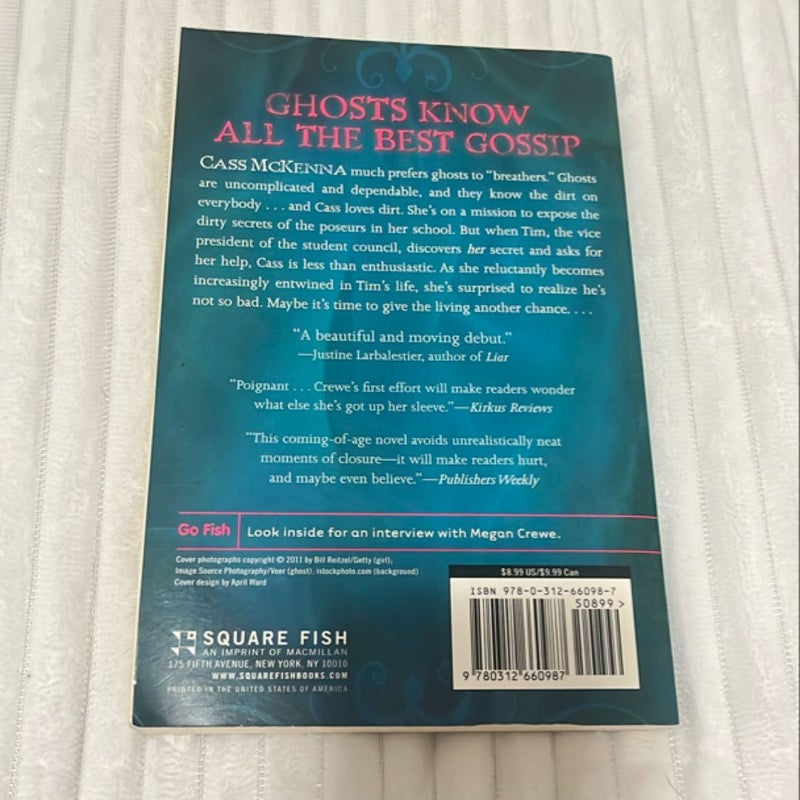 GHOSTS KNOW
ALL THE BEST GOSSIP
CASS MCKENNA much prefers ghosts to “breathers.” Ghosts
are uncomplicated and dependable, and they know the dirt on
everybody . . . and Cass loves dirt. She’s on a mission to expose the
dirty secrets of the poseurs in her school. But when Tim, the vice
president of the student council, discovers her secret and asks for
her help, Cass is less than enthusiastic. As she reluctantly becomes
increasingly entwined in Tim’s life, she’s surprised to realize he’s
not so bad. Maybe it’s time to give the living another chance. . . .
“A beautiful and moving debut.”
—Justine Larbalestier, author of Liar
“Poignant . . . Crewe’s first effort will make readers wonder
what else she’s got up her sleeve.”—Kirkus Reviews
“This coming-of-age novel avoids unrealistically neat
moments of closure—it will make readers hurt,
and maybe even believe.”—Publishers Weekly
Go Fish Look inside for an interview with Megan Crewe.
Cover photographs copyright © 2011 by Bill Reitzel/Getty (girl);
Image Source Photography/Veer (ghost), istockphoto.com (background)
Cover design by April Ward
SQUARE FISH
AN IMPRINT OF MACMILLAN
175 FIFTH AVENUE, NEW YORK, NY 10010
WWW.SQUAREFISHBOOKS.COM
PRINTED IN THE UNITED STATES OF AMERICA
$8.99 US/$9.99 Can
ISBN 978-0-312-66098-7
50899 >
9 780312 660987